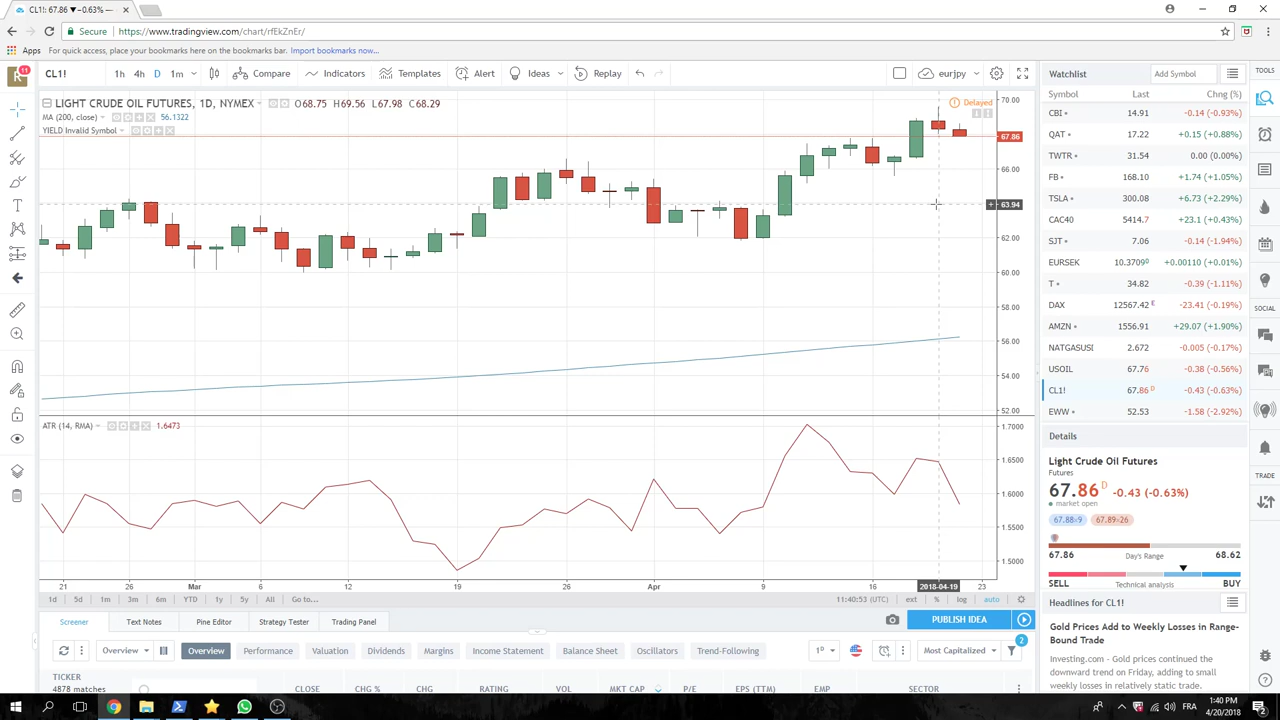 CL1! 67.86 ▼−0.63% —
Secure https://www.tradingview.com/chart/rfEkZnEr/
Apps For quick access, place your bookmarks here on the bookmarks bar. Import bookmarks now...
R 11 CL1! 1h 4h D 1m Compare Indicators Templates Alert Ideas Replay eurjpy
LIGHT CRUDE OIL FUTURES, 1D, NYMEX O68.75 H69.56 L67.98 C68.29
MA (200, close) 56.1322
YIELD Invalid Symbol
Delayed
70.00
67.86
66.00
63.94
62.00
60.00
58.00
56.00
54.00
52.00
ATR (14, RMA) 1.6473
1.7000
1.6500
1.6000
1.5500
1.5000
21 26 Mar 6 12 19 26 Apr 9 16 2018-04-19 23
1d 5d 1m 3m 6m YTD 1y 5y All Go to... 11:40:53 (UTC) ext % log auto
Screener Text Notes Pine Editor Strategy Tester Trading Panel PUBLISH IDEA
Overview Overview Performance Valuation Dividends Margins Income Statement Balance Sheet Oscillators Trend-Following 1D Most Capitalized 2
TICKER
4878 matches CLOSE CHG % CHG RATING VOL MKT CAP P/E EPS (TTM) EMP SECTOR
Watchlist Add Symbol
Symbol Last Chng (%)
CBI 14.91 -0.14 (-0.93%)
QAT 17.22 +0.15 (+0.88%)
TWTR 31.54 0.00 (0.00%)
FB 168.10 +1.74 (+1.05%)
TSLA 300.08 +6.73 (+2.29%)
CAC40 5414.7 +23.1 (+0.43%)
SJT 7.06 -0.14 (-1.94%)
EURSEK 10.3709 +0.00110 (+0.01%)
T 34.82 -0.39 (-1.11%)
DAX 12567.42 E -23.41 (-0.19%)
AMZN 1556.91 +29.07 (+1.90%)
NATGASUSI 2.672 -0.005 (-0.17%)
USOIL 67.76 -0.38 (-0.56%)
CL1! 67.86 D -0.43 (-0.63%)
EWW 52.53 -1.58 (-2.92%)
Details
Light Crude Oil Futures
Futures
67.86 D -0.43 (-0.63%)
market open
67.88×9 67.89×26
67.86 Day's Range 68.62
SELL Technical analysis BUY
Headlines for CL1!
Gold Prices Add to Weekly Losses in Range-
Bound Trade
Investing.com - Gold prices continued the
downward trend on Friday, adding to small
weekly losses in relatively static trade.
TOOLS
SOCIAL
TRADE
FRA 1:40 PM
4/20/2018 2